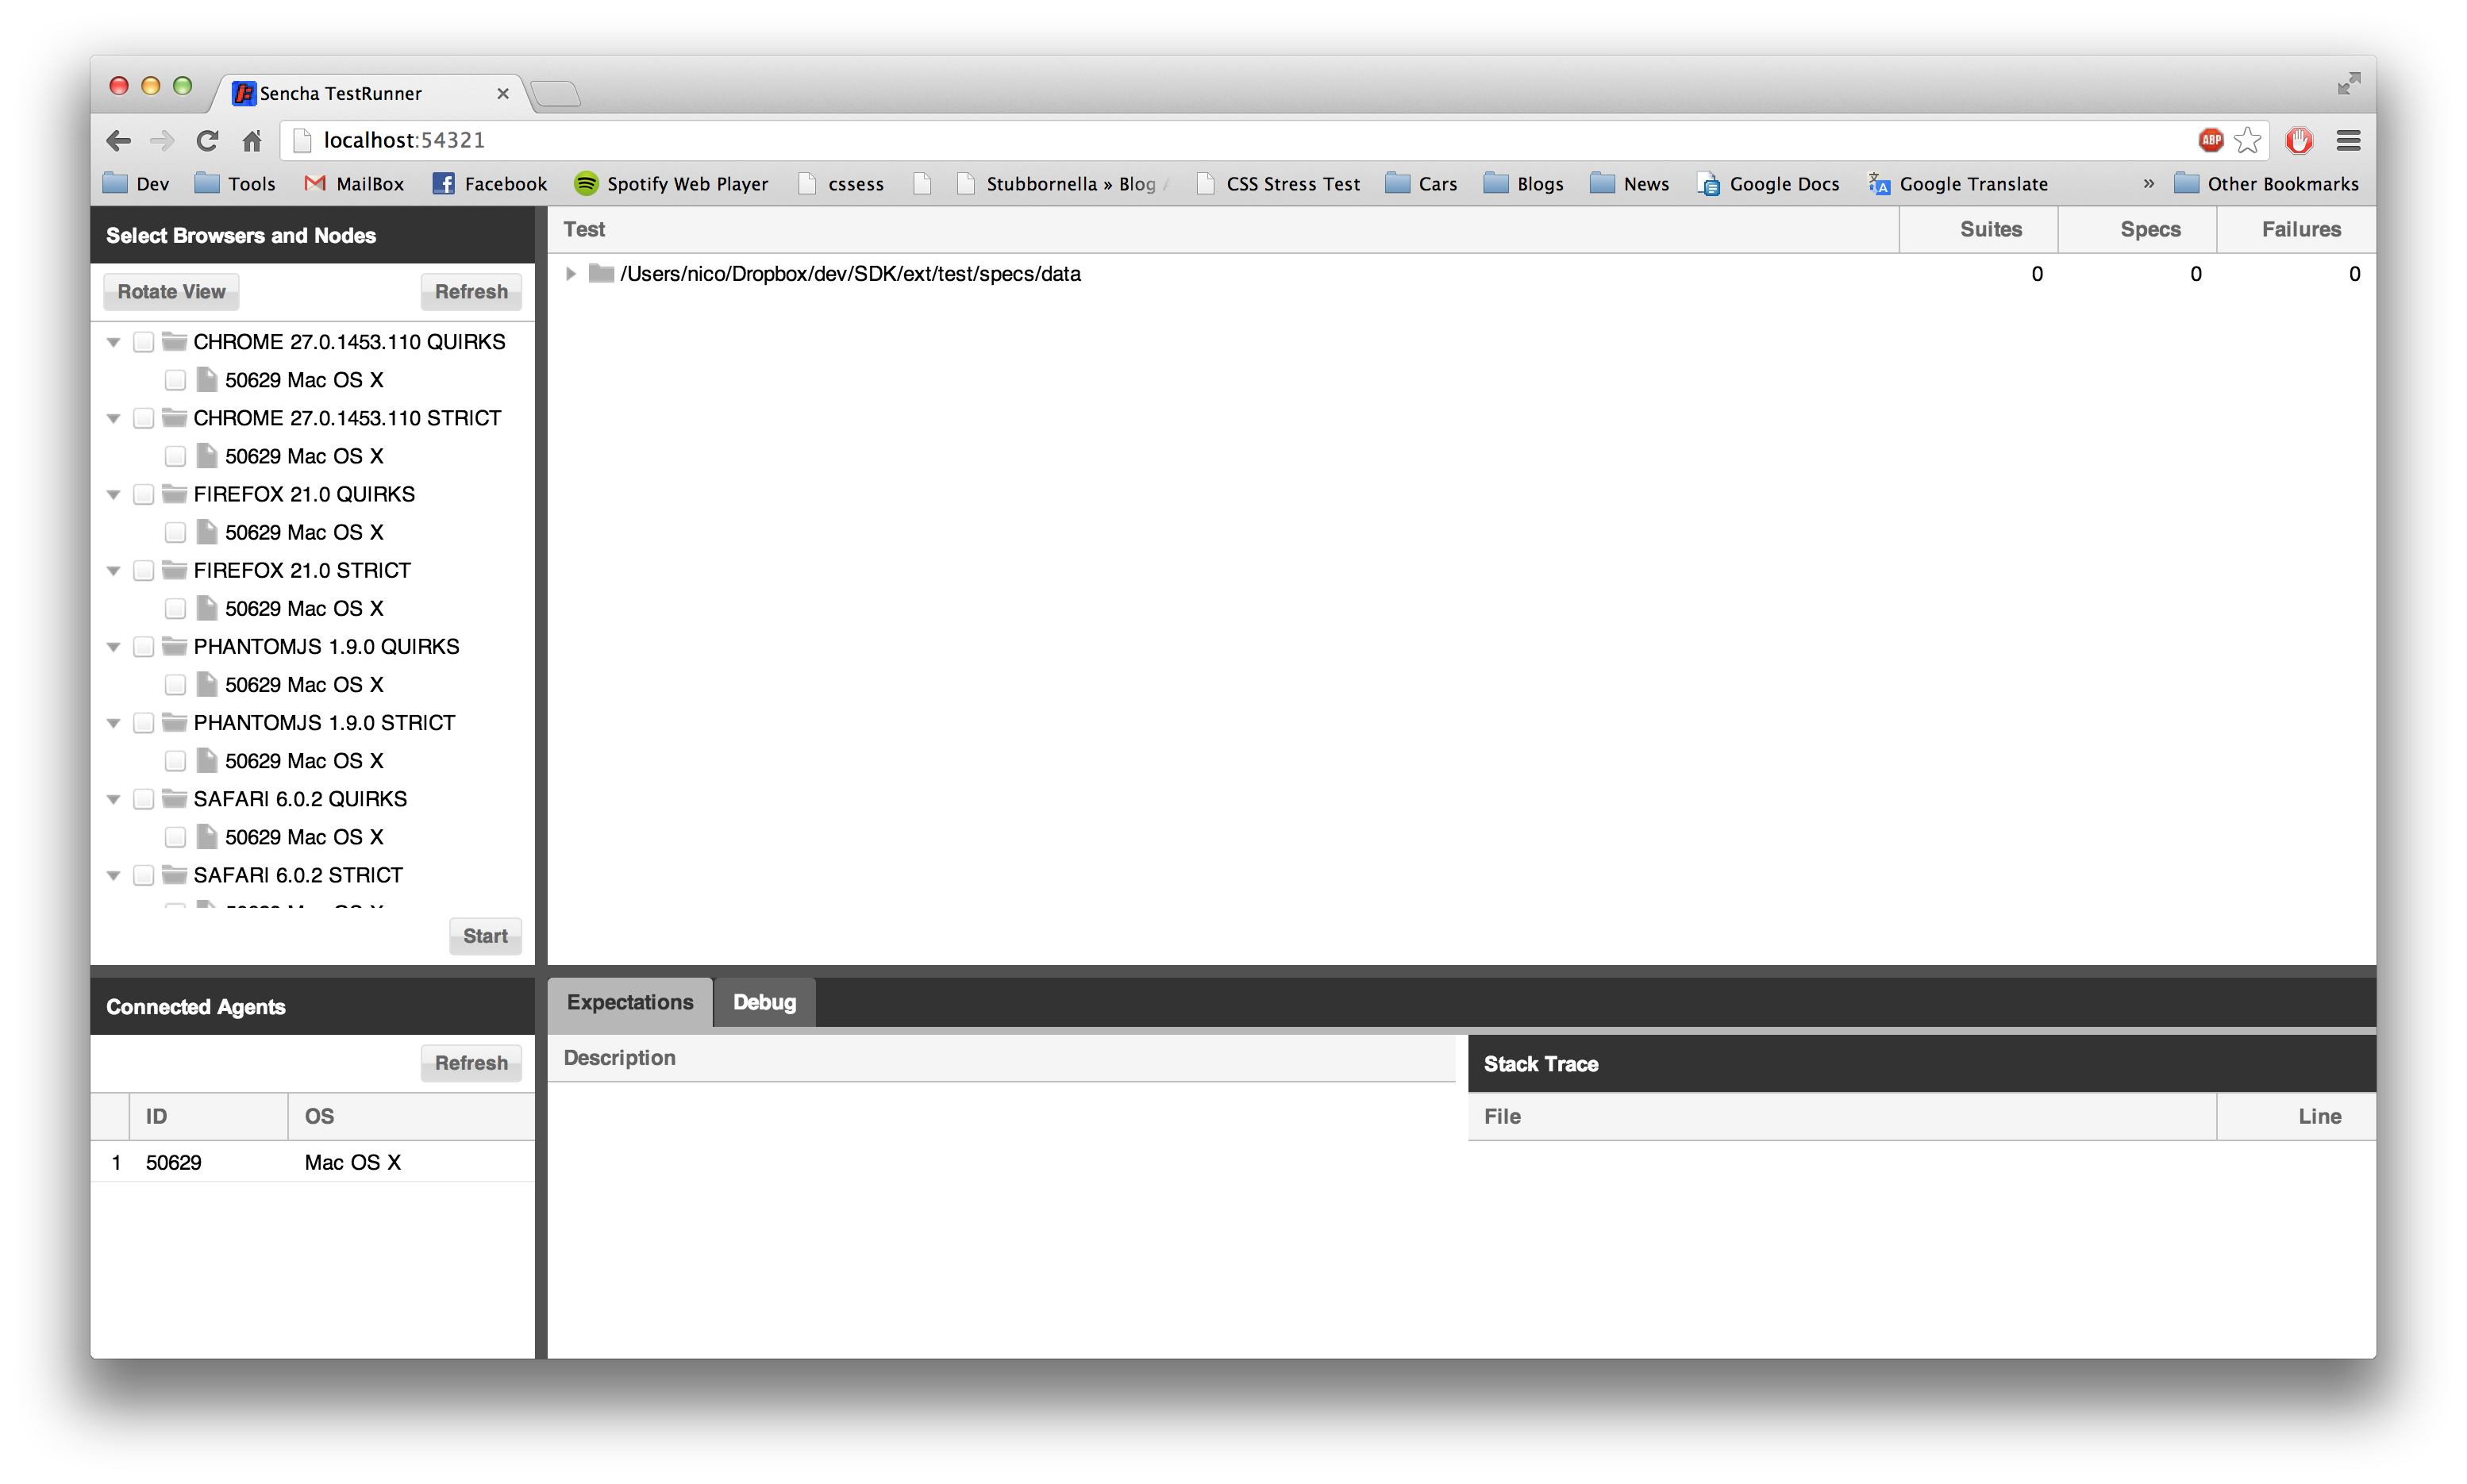 Sencha TestRunner
localhost:54321
ABP
Dev Tools MailBox Facebook Spotify Web Player cssess Stubbornella » Blog CSS Stress Test Cars Blogs News Google Docs Google Translate » Other Bookmarks
Select Browsers and Nodes
Rotate View Refresh
CHROME 27.0.1453.110 QUIRKS
50629 Mac OS X
CHROME 27.0.1453.110 STRICT
50629 Mac OS X
FIREFOX 21.0 QUIRKS
50629 Mac OS X
FIREFOX 21.0 STRICT
50629 Mac OS X
PHANTOMJS 1.9.0 QUIRKS
50629 Mac OS X
PHANTOMJS 1.9.0 STRICT
50629 Mac OS X
SAFARI 6.0.2 QUIRKS
50629 Mac OS X
SAFARI 6.0.2 STRICT
Start
Test Suites Specs Failures
/Users/nico/Dropbox/dev/SDK/ext/test/specs/data 0 0 0
Connected Agents
Refresh
ID OS
1 50629 Mac OS X
Expectations Debug
Description
Stack Trace
File Line